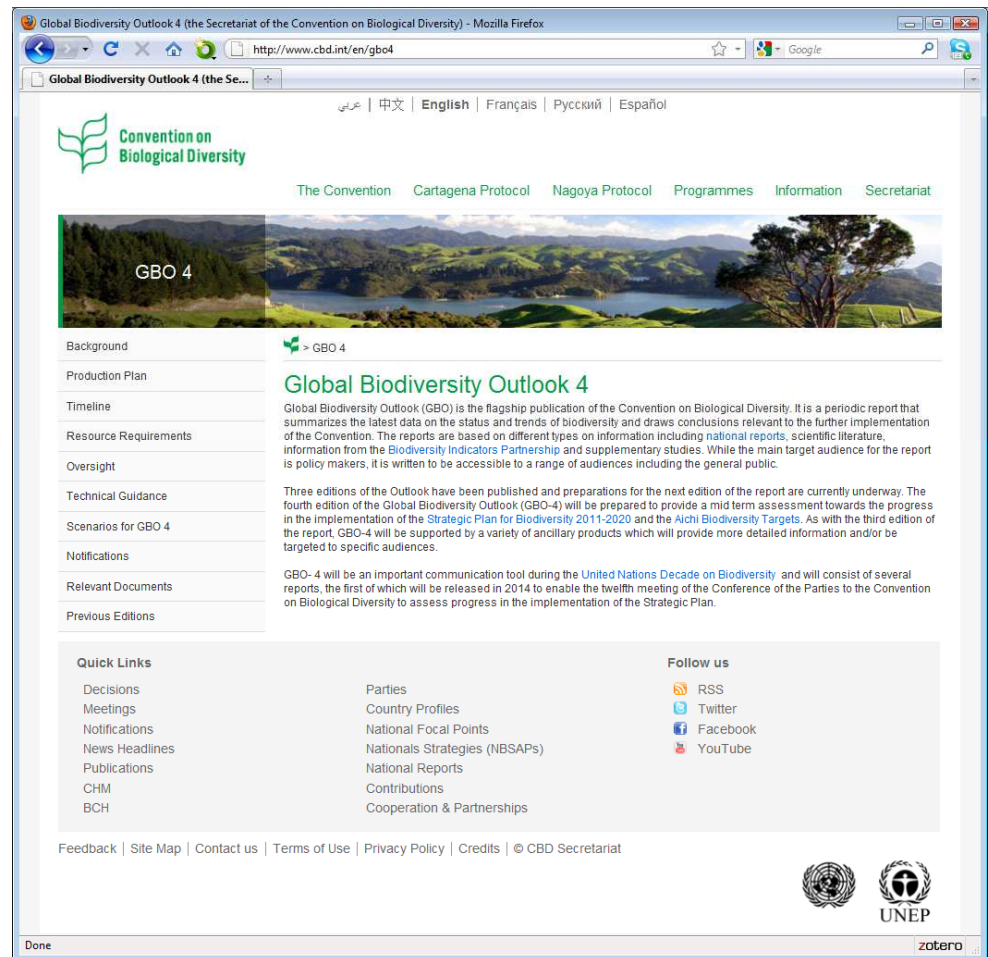 Global Biodiversity Outlook 4 (the Secretariat of the Convention on Biological Diversity) - Mozilla Firefox
http://www.cbd.int/en/gbo4
Google
Global Biodiversity Outlook 4 (the Se...
عربي | 中文 | English | Français | Русский | Español
Convention on
Biological Diversity
The Convention Cartagena Protocol Nagoya Protocol Programmes Information Secretariat
GBO 4
Background
Production Plan
Timeline
Resource Requirements
Oversight
Technical Guidance
Scenarios for GBO 4
Notifications
Relevant Documents
Previous Editions
> GBO 4
Global Biodiversity Outlook 4
Global Biodiversity Outlook (GBO) is the flagship publication of the Convention on Biological Diversity. It is a periodic report that
summarizes the latest data on the status and trends of biodiversity and draws conclusions relevant to the further implementation
of the Convention. The reports are based on different types on information including national reports, scientific literature,
information from the Biodiversity Indicators Partnership and supplementary studies. While the main target audience for the report
is policy makers, it is written to be accessible to a range of audiences including the general public.
Three editions of the Outlook have been published and preparations for the next edition of the report are currently underway. The
fourth edition of the Global Biodiversity Outlook (GBO-4) will be prepared to provide a mid term assessment towards the progress
in the implementation of the Strategic Plan for Biodiversity 2011-2020 and the Aichi Biodiversity Targets. As with the third edition of
the report, GBO-4 will be supported by a variety of ancillary products which will provide more detailed information and/or be
targeted to specific audiences.
GBO- 4 will be an important communication tool during the United Nations Decade on Biodiversity and will consist of several
reports, the first of which will be released in 2014 to enable the twelfth meeting of the Conference of the Parties to the Convention
on Biological Diversity to assess progress in the implementation of the Strategic Plan.
Quick Links
Decisions
Meetings
Notifications
News Headlines
Publications
CHM
BCH
Parties
Country Profiles
National Focal Points
Nationals Strategies (NBSAPs)
National Reports
Contributions
Cooperation & Partnerships
Follow us
RSS
Twitter
Facebook
YouTube
Feedback | Site Map | Contact us | Terms of Use | Privacy Policy | Credits | © CBD Secretariat
UNEP
Done
zotero